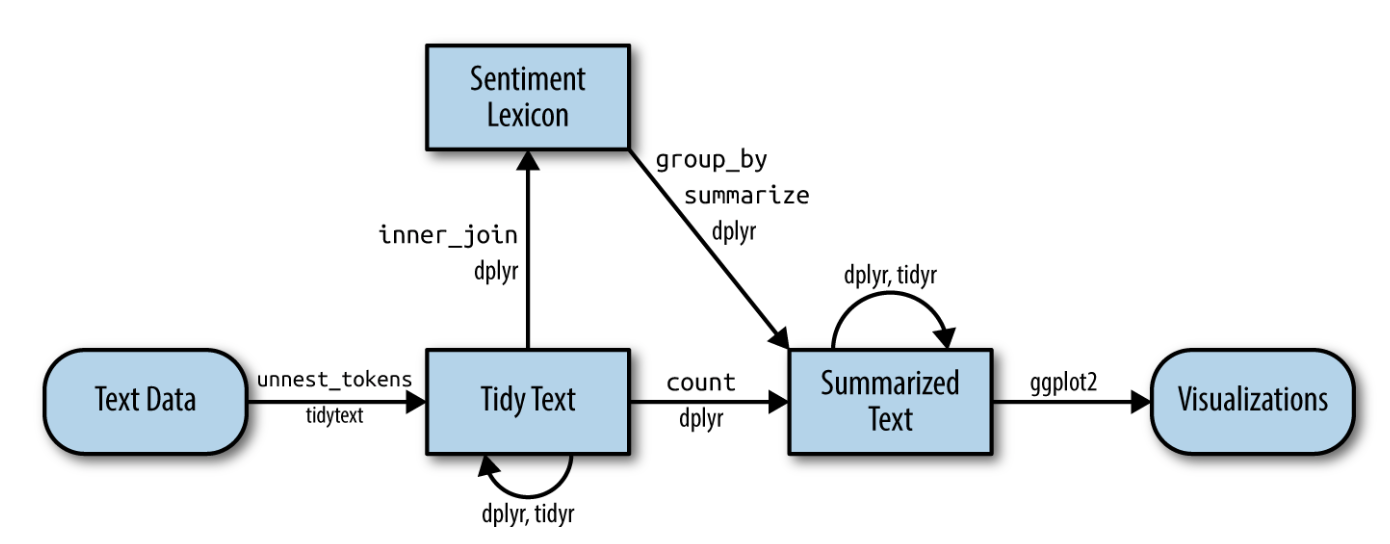 Sentiment
Lexicon
group_by
summarize
dplyr
inner_join
dplyr
dplyr, tidyr
Text Data
unnest_tokens
tidytext
Tidy Text
count
dplyr
Summarized
Text
ggplot2
Visualizations
dplyr, tidyr